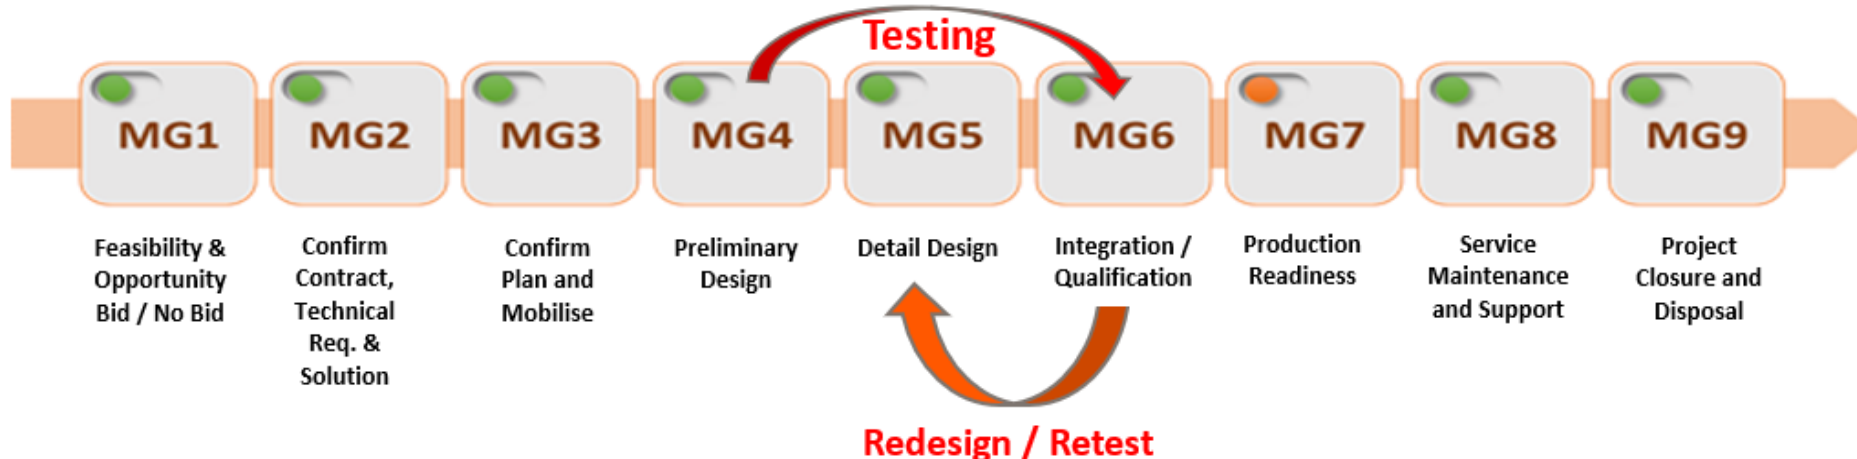 Testing
MG1
MG2
MG3
MG4
MG5
MG6
MG7
MG8
MG9
Feasibility &
Opportunity
Bid / No Bid
Confirm
Contract,
Technical
Req. &
Solution
Confirm
Plan and
Mobilise
Preliminary
Design
Detail Design
Integration /
Qualification
Production
Readiness
Service
Maintenance
and Support
Project
Closure and
Disposal
Redesign / Retest